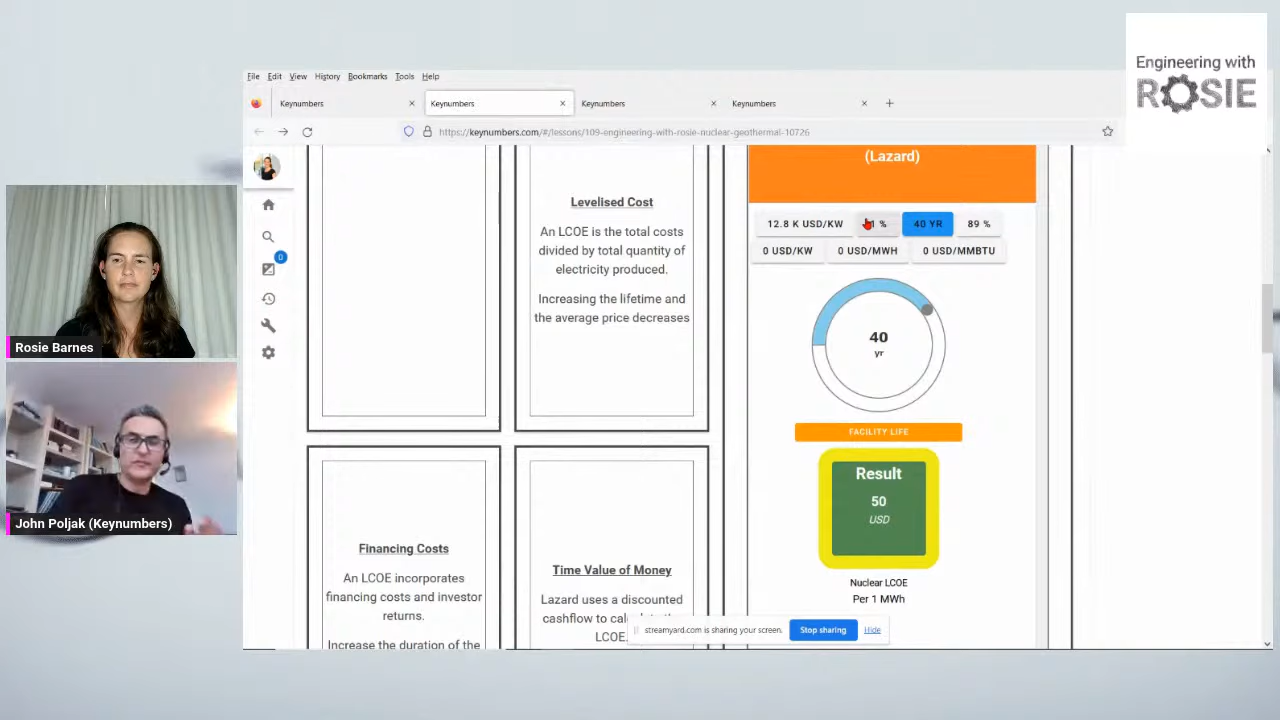 Engineering with
ROSIE
File Edit View History Bookmarks Tools Help
Keynumbers
Keynumbers
Keynumbers
Keynumbers
https://keynumbers.com/#/lessons/109-engineering-with-rosie-nuclear-geothermal-10726
0
Levelised Cost
An LCOE is the total costs
divided by total quantity of
electricity produced.
Increasing the lifetime and
the average price decreases
Financing Costs
An LCOE incorporates
financing costs and investor
returns.
Increase the duration of the
Time Value of Money
Lazard uses a discounted
cashflow to
LCOE.
(Lazard)
12.8 K USD/KW
%
40 YR
89 %
0 USD/KW
0 USD/MWH
0 USD/MMBTU
40
yr
FACILITY LIFE
Result
50
USD
Nuclear LCOE
Per 1 MWh
streamyard.com is sharing your screen.
Stop sharing
Hide
Rosie Barnes
John Poljak (Keynumbers)